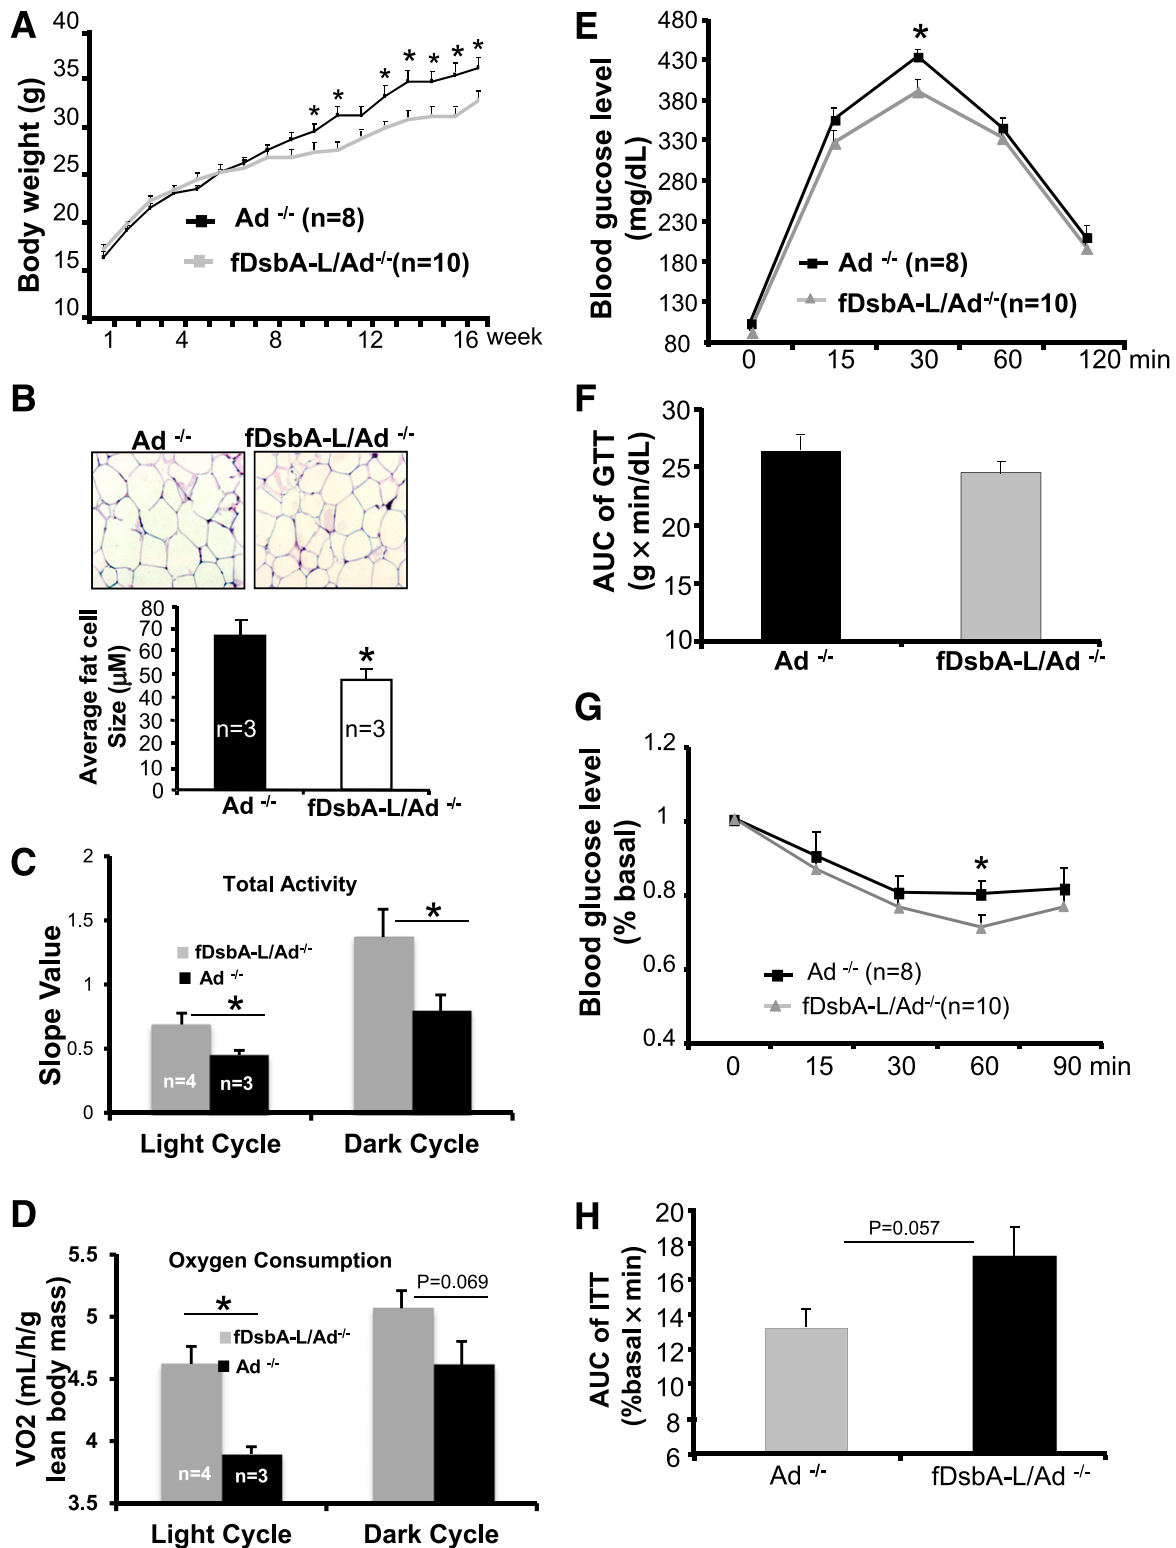 A
Body weight (g)
40
35
30
25
20
15
10
* * * * * * *
Ad -/- (n=8)
fDsbA-L/Ad-/-(n=10)
1 4 8 12 16 week
B
Ad -/- fDsbA-L/Ad -/-
Average fat cell
Size (μM)
80
70
60
50
40
30
20
10
0
*
n=3 n=3
Ad -/- fDsbA-L/Ad -/-
C
Slope Value
2
1.5
1
0.5
0
Total Activity
fDsbA-L/Ad-/-
Ad -/-
* *
n=4 n=3
Light Cycle Dark Cycle
D
VO2 (mL/h/g
lean body mass)
5.5
5
4.5
4
3.5
Oxygen Consumption
P=0.069
*
fDsbA-L/Ad-/-
Ad -/-
n=4 n=3
Light Cycle Dark Cycle
E
Blood gucose level
(mg/dL)
480
430
380
330
280
230
180
130
80
*
Ad -/- (n=8)
fDsbA-L/Ad-/-(n=10)
0 15 30 60 120 min
F
AUC of GTT
(g × min/dL)
30
25
20
15
10
Ad -/- fDsbA-L/Ad -/-
G
Blood glucose level
(% basal)
1.2
1
0.8
0.6
0.4
*
Ad -/- (n=8)
fDsbA-L/Ad-/-(n=10)
0 15 30 60 90 min
H
AUC of ITT
(%basal × min)
20
18
16
14
12
10
8
6
P=0.057
Ad -/- fDsbA-L/Ad -/-